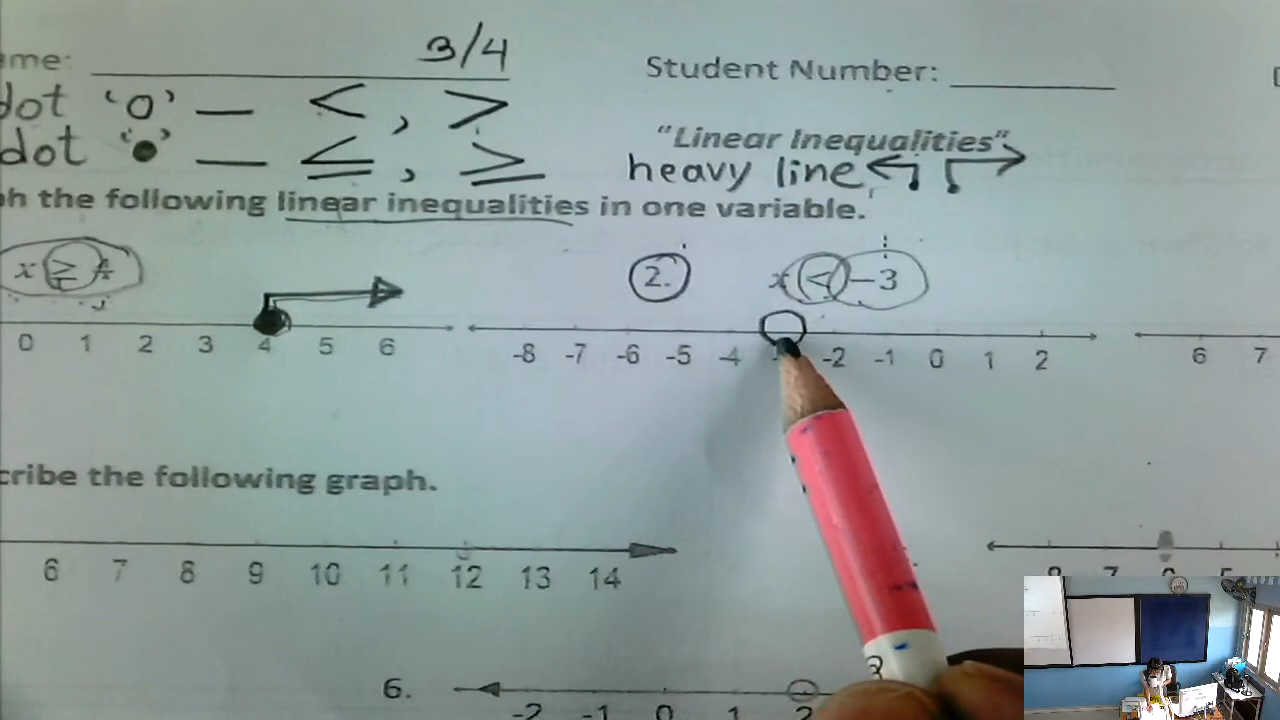 ame: 3/4 Student Number:
dot 'o' — <, >
dot '●' — ≤, ≥
"Linear Inequalities"
heavy line
ph the following linear inequalities in one variable.
x ≥ 4
2. x < -3
0 1 2 3 4 5 6
-8 -7 -6 -5 -4 -2 -1 0 1 2
6 7
cribe the following graph.
6 7 8 9 10 11 12 13 14
6.
-2 -1 0 1 2